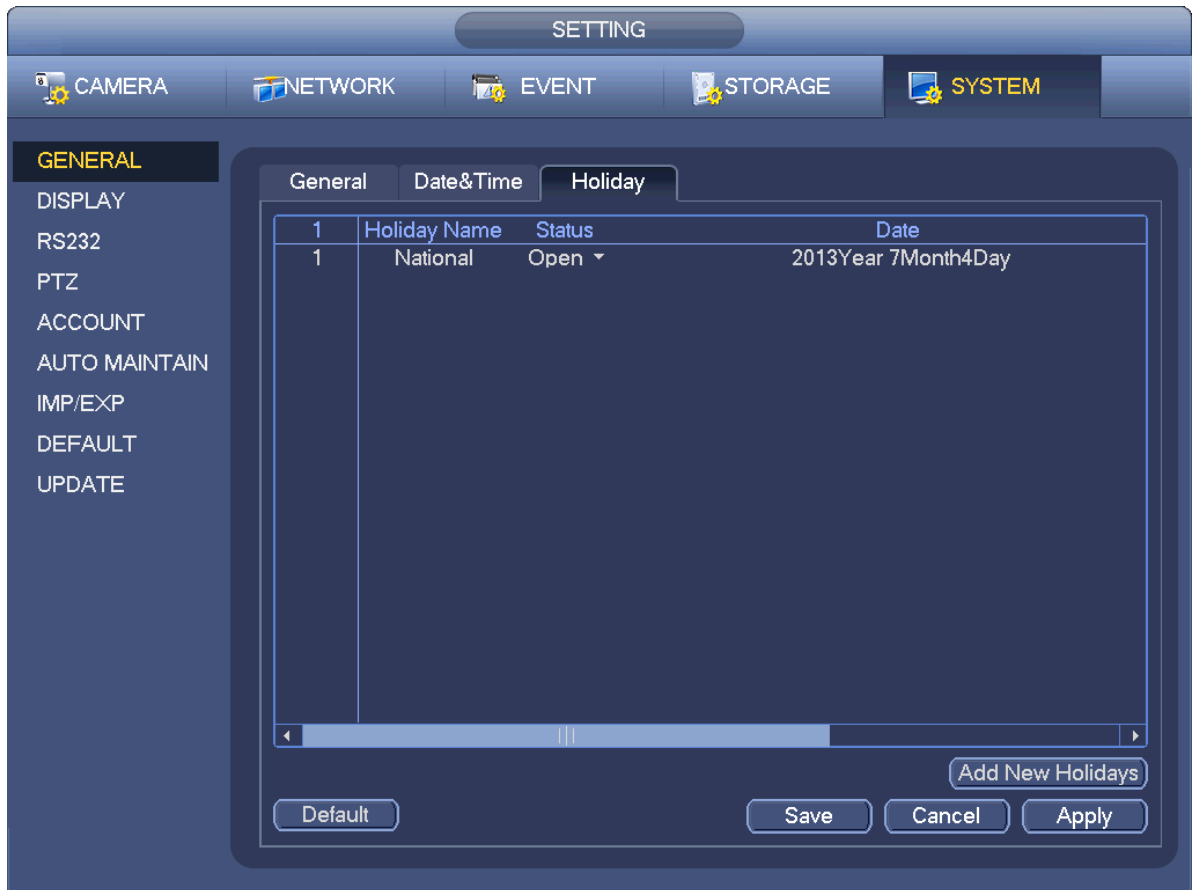 SETTING
CAMERA NETWORK EVENT STORAGE SYSTEM
GENERAL
DISPLAY
RS232
PTZ
ACCOUNT
AUTO MAINTAIN
IMP/EXP
DEFAULT
UPDATE
General Date&Time Holiday
1 Holiday Name Status Date
1 National Open 2013Year 7Month4Day
Add New Holidays
Default Save Cancel Apply